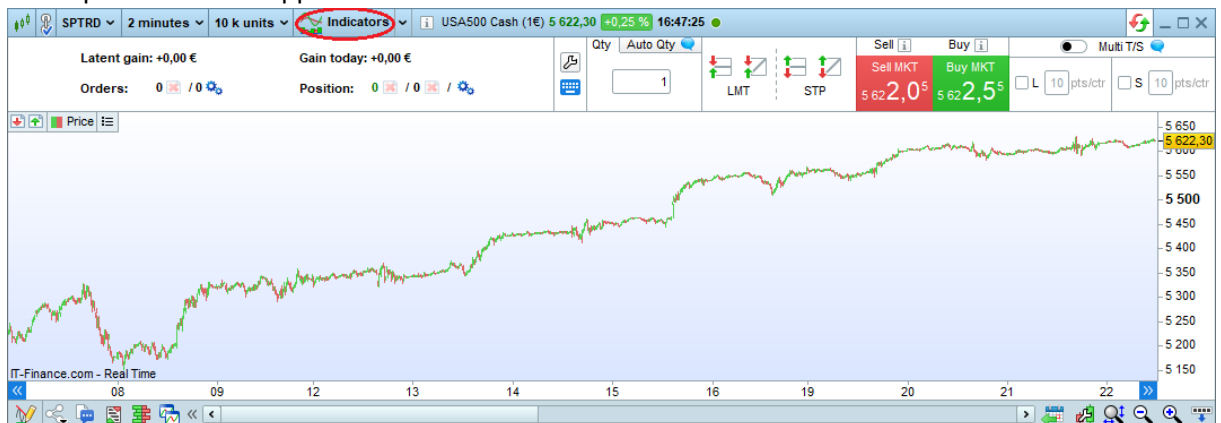 SPTRD 2 minutes 10 k units Indicators USA500 Cash (1€) 5 622,30 +0,25 % 16:47:25
Latent gain: +0,00 € Gain today: +0,00 €
Orders: 0 / 0 Position: 0 / 0 /
Qty Auto Qty
1
LMT STP
Sell Buy
Sell MKT Buy MKT
5 622,0⁵ 5 622,5⁵
Multi T/S
L 10 pts/ctr S 10 pts/ctr
Price
5 650
5 622,30
5 600
5 550
5 500
5 450
5 400
5 350
5 300
5 250
5 200
5 150
IT-Finance.com - Real Time
08 09 12 13 14 15 16 19 20 21 22